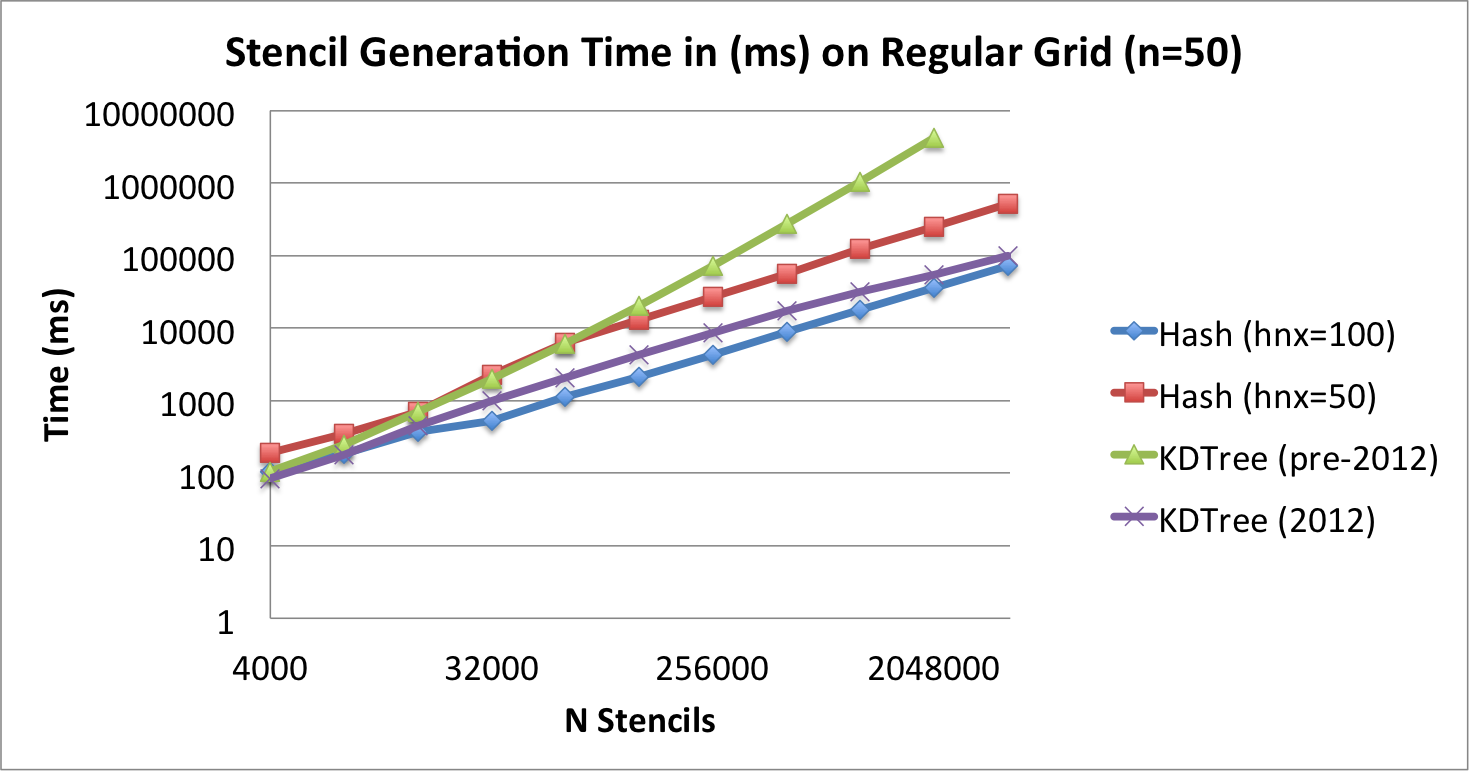 Stencil Generation Time in (ms) on Regular Grid (n=50)
10000000
1000000
100000
10000
1000
100
10
1
Time (ms)
4000 32000 256000 2048000
N Stencils
Hash (hnx=100)
Hash (hnx=50)
KDTree (pre-2012)
KDTree (2012)